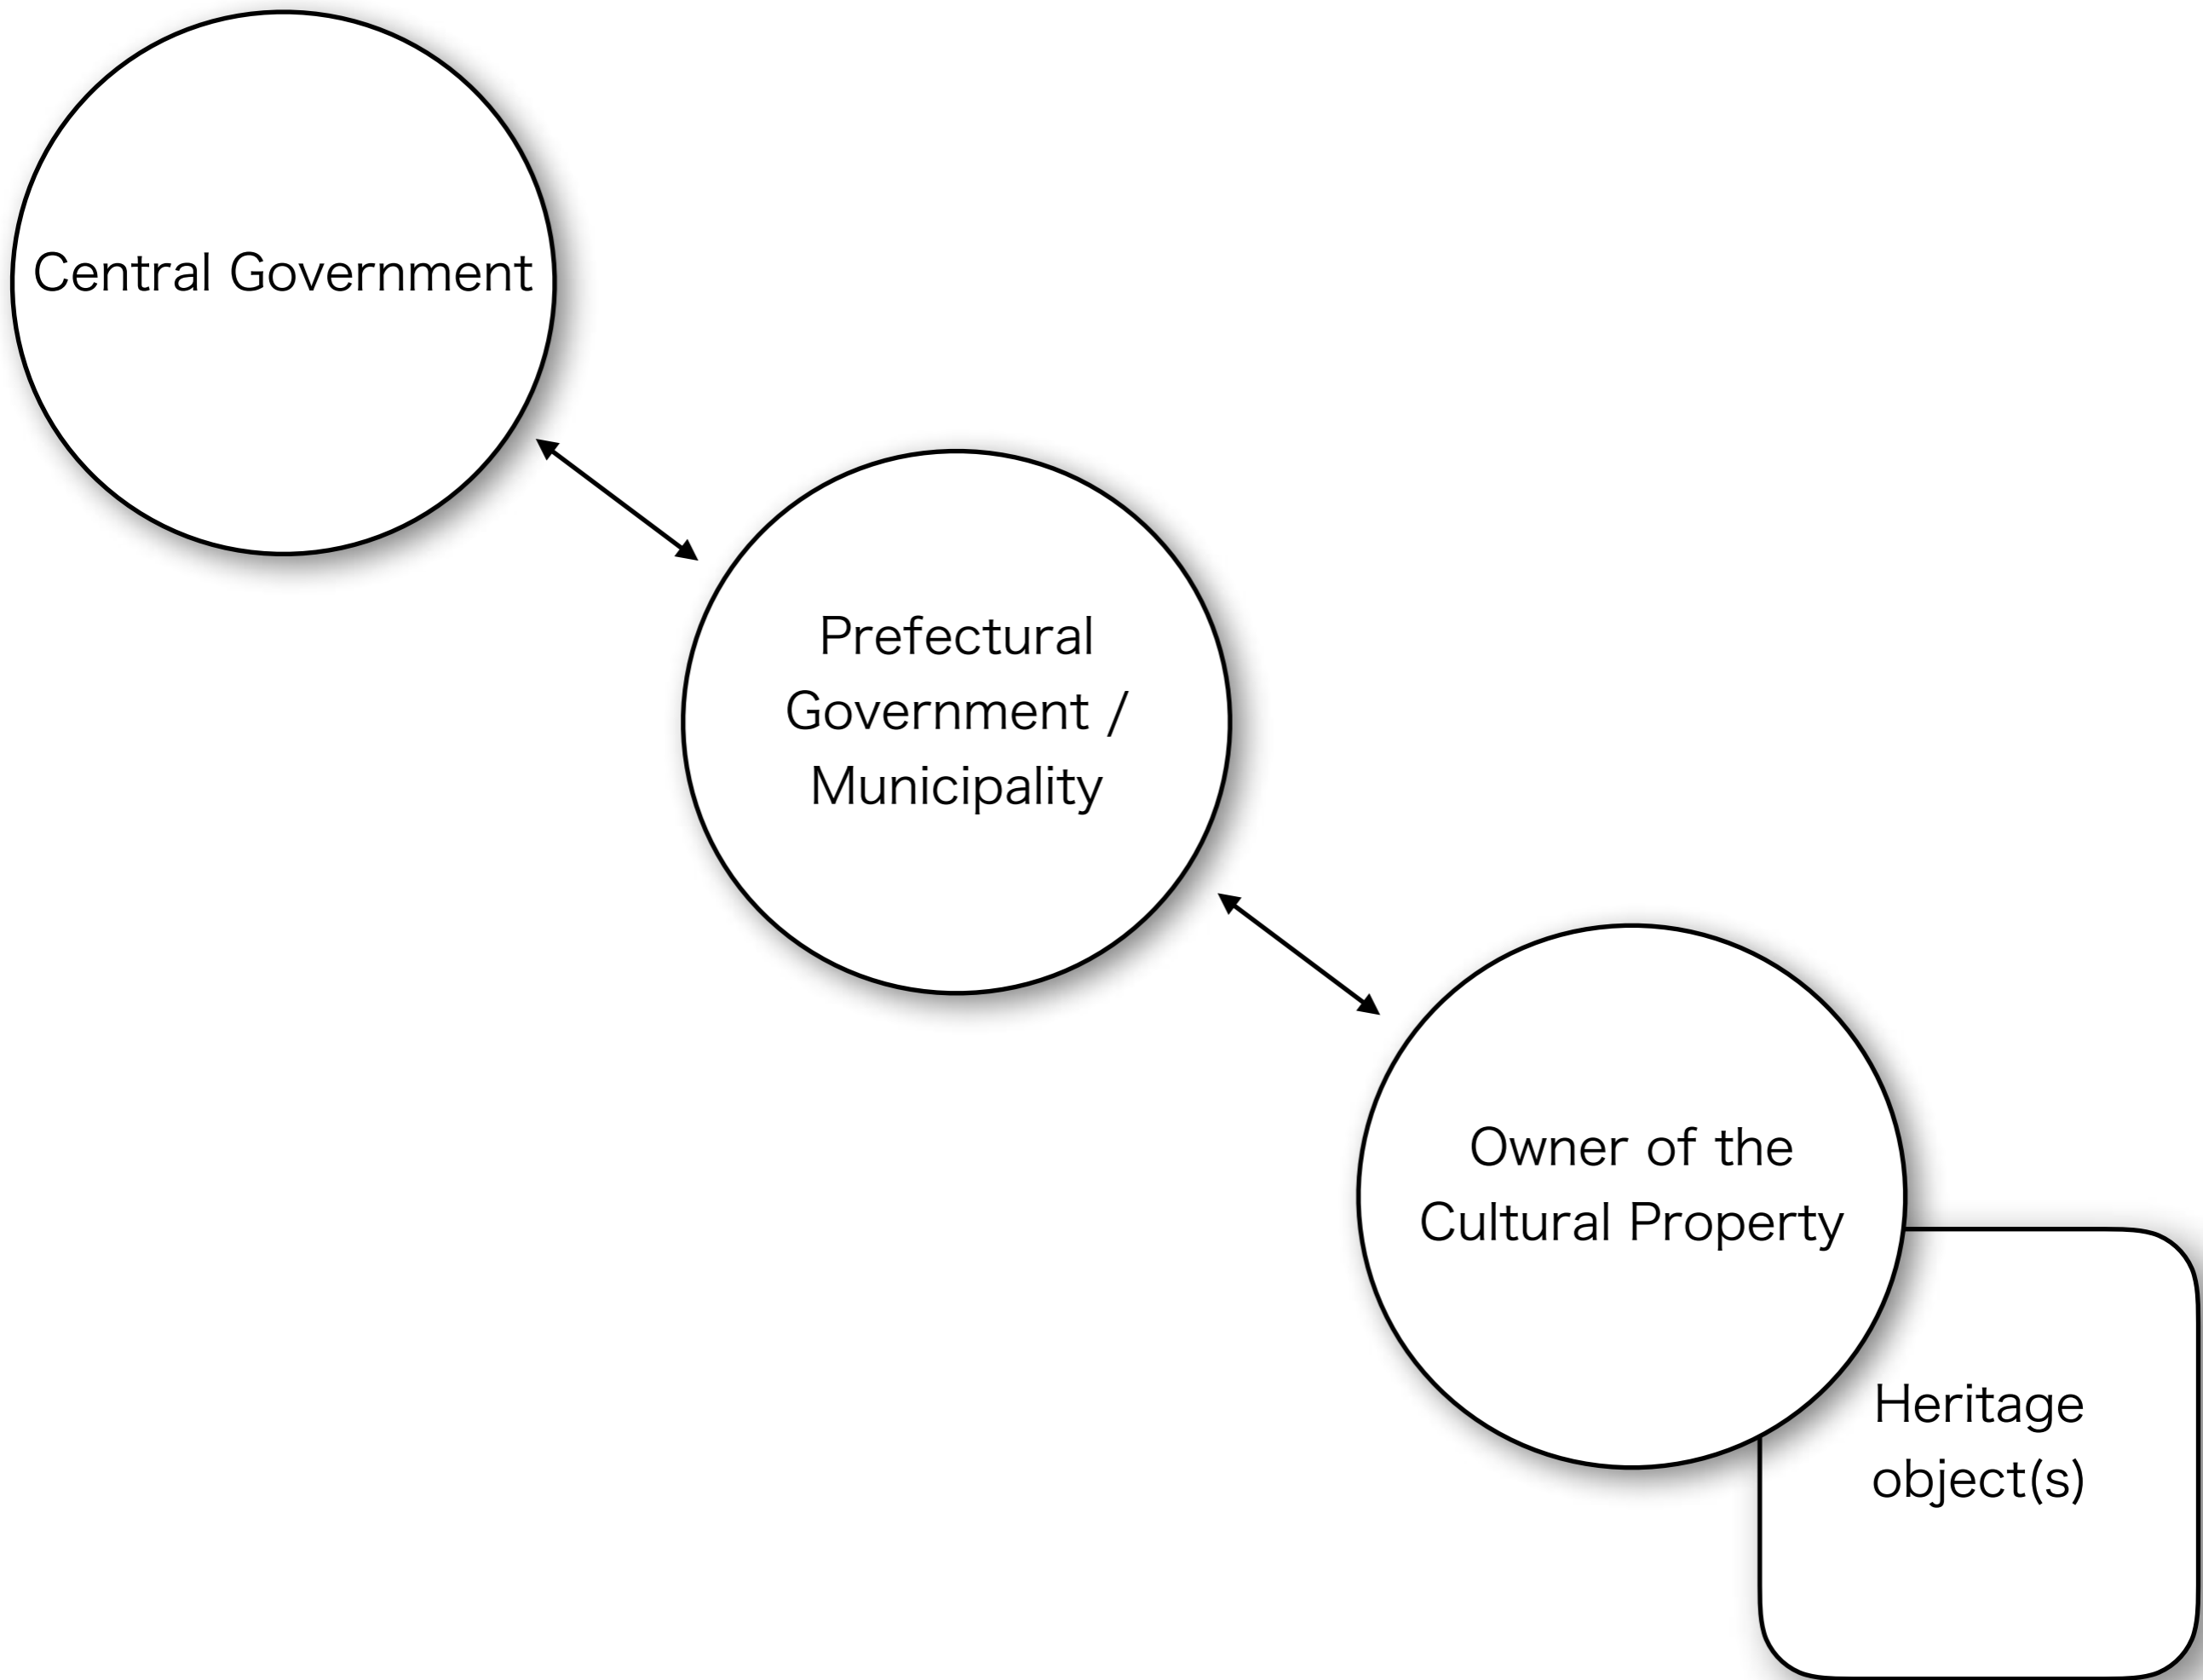 Central Government
Prefectural
Government /
Municipality
Owner of the
Cultural Property
Heritage
object(s)